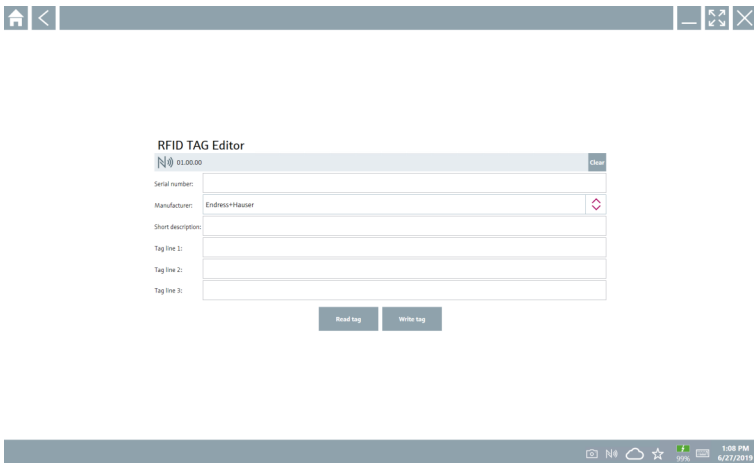 RFID TAG Editor
01.00.00 Clear
Serial number:
Manufacturer: Endress+Hauser
Short description:
Tag line 1:
Tag line 2:
Tag line 3:
Read tag Write tag
99% 1:08 PM
6/27/2019